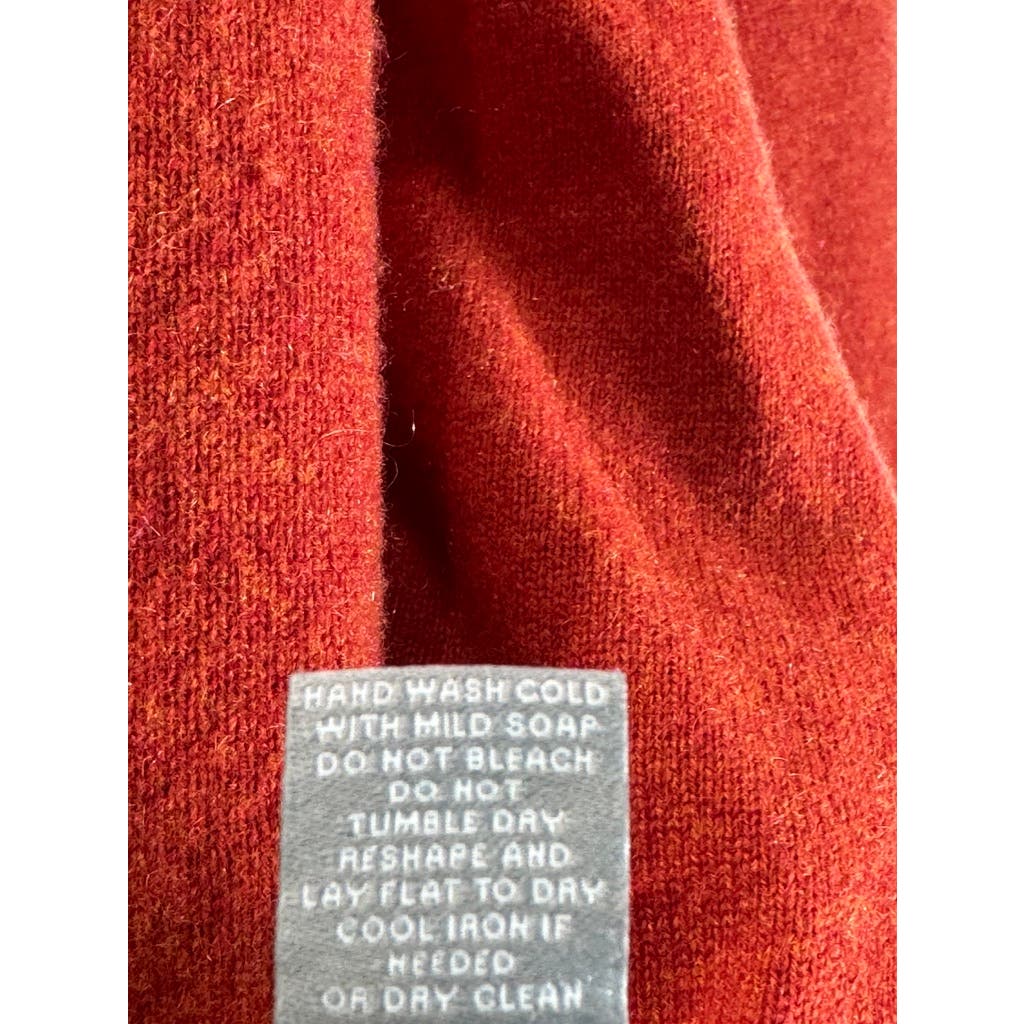 HAND WASH COLD
WITH MILD SOAP
DO NOT BLEACH
DO NOT
TUMBLE DRY
RESHAPE AND
LAY FLAT TO DRY
COOL IRON IF
NEEDED
OR DRY CLEAN